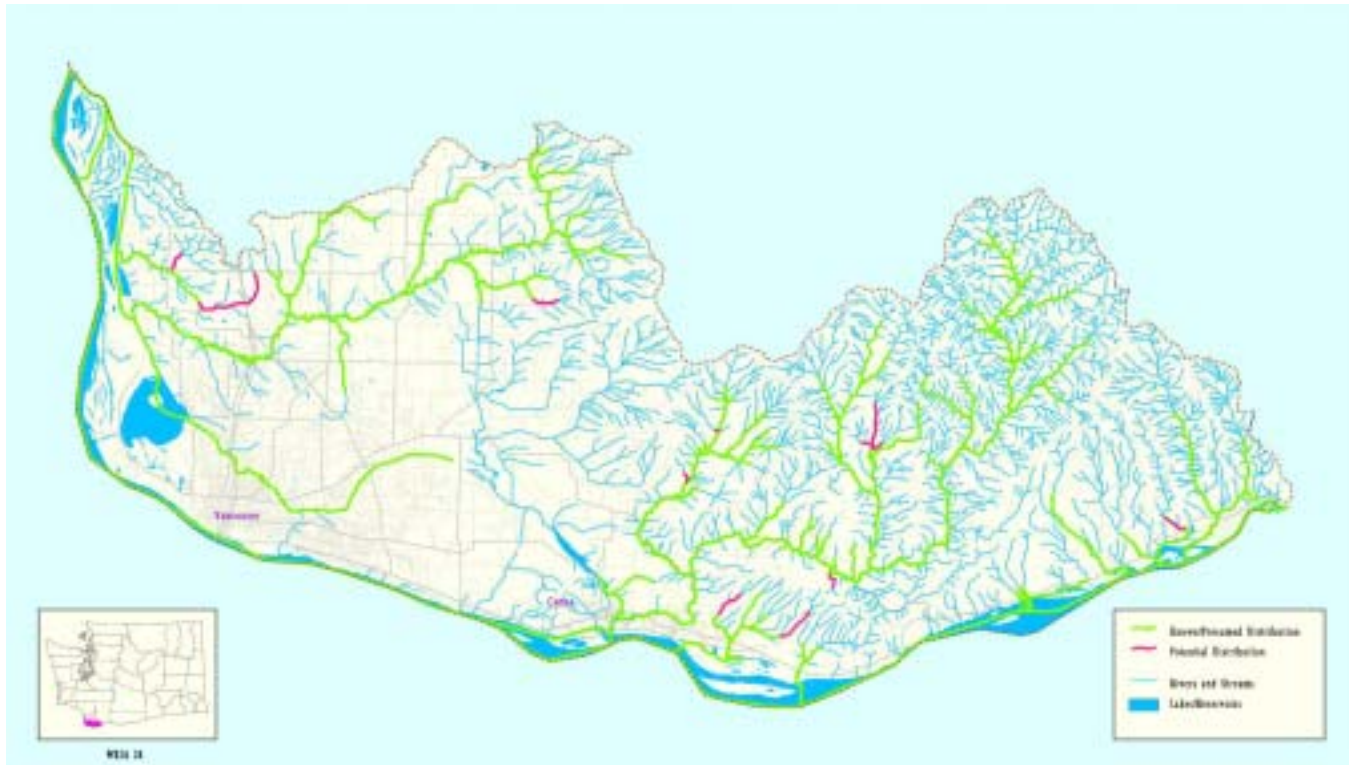 Vancouver
Camas
Known/Presumed Distribution
Potential Distribution
Rivers and Streams
Lakes/Reservoirs
WRIA 28